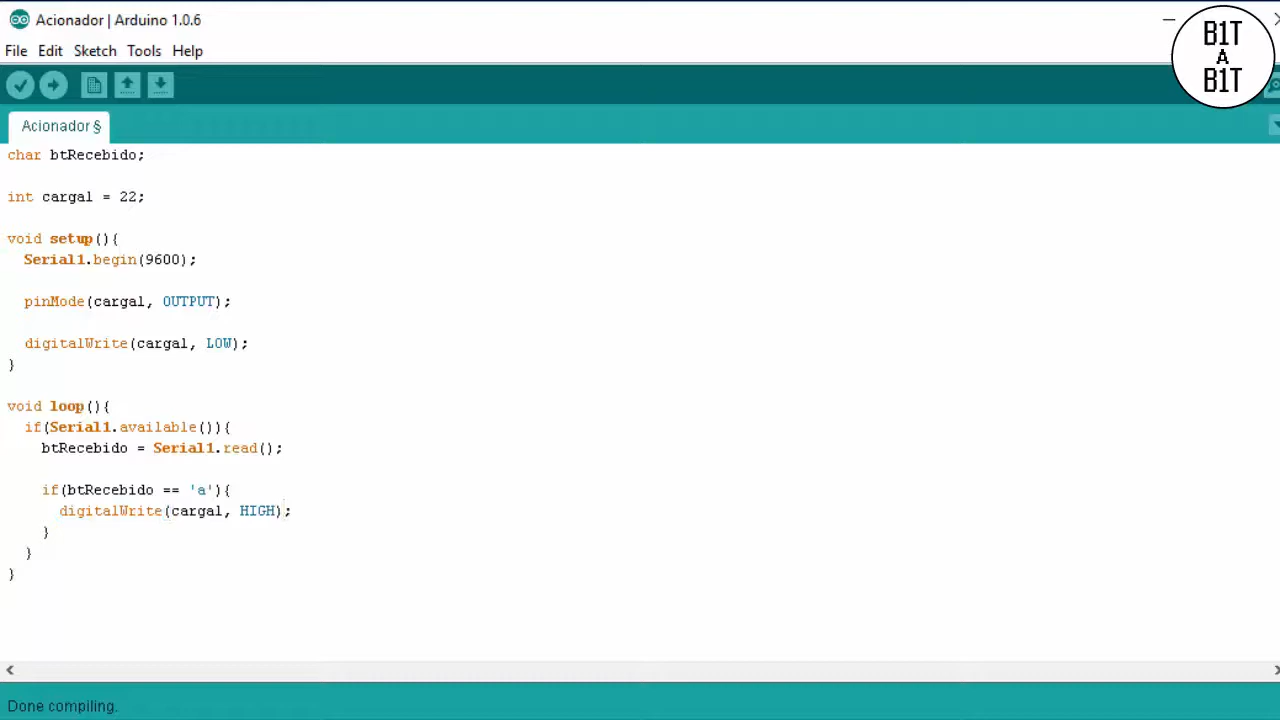 Acionador | Arduino 1.0.6
B1T
A
B1T
File Edit Sketch Tools Help
Acionador §
char btRecebido;
int carga1 = 22;
void setup(){
Serial1.begin(9600);
pinMode(carga1, OUTPUT);
digitalWrite(carga1, LOW);
}
void loop(){
if(Serial1.available()){
btRecebido = Serial1.read();
if(btRecebido == 'a'){
digitalWrite(carga1, HIGH);
}
}
}
Done compiling.